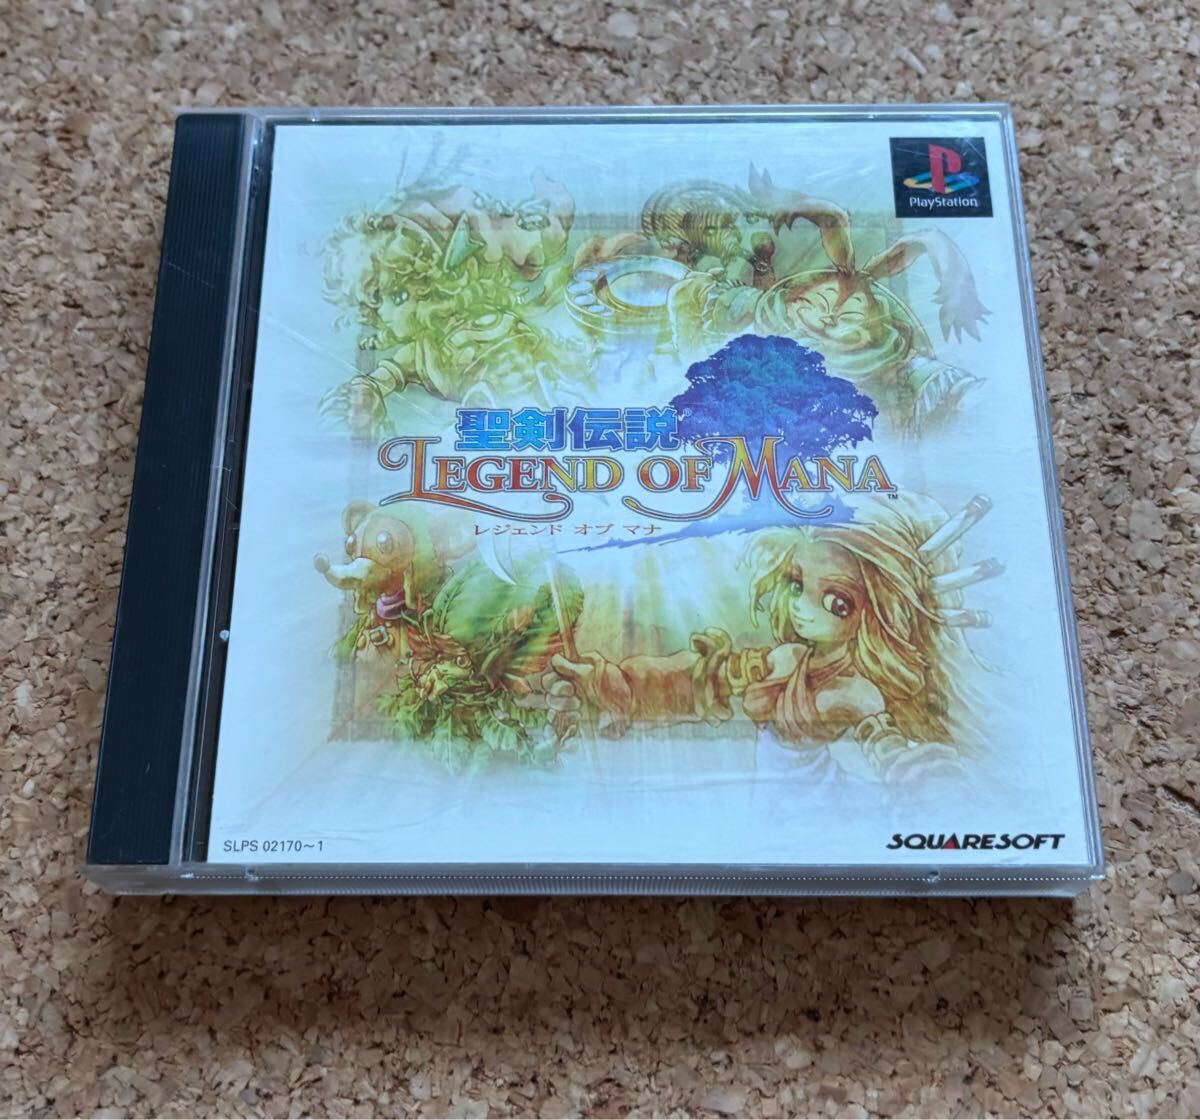 PlayStation
聖剣伝説®
LEGEND OF MANA™
レジェンド オブ マナ
SLPS 02170～1
SQUARESOFT